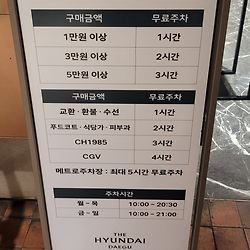 구매금액 무료주차
1만원 이상 1시간
3만원 이상 2시간
5만원 이상 3시간
구매금액 무료주차
교환 · 환불 · 수선 1시간
푸드코트 · 식당가 · 피부과 2시간
CH1985 3시간
CGV 4시간
메트로주차장 : 최대 5시간 무료주차
주차시간
월 - 목 10:00 - 20:30
금 - 일 10:00 - 21:00
THE
HYUNDAI
DAEGU